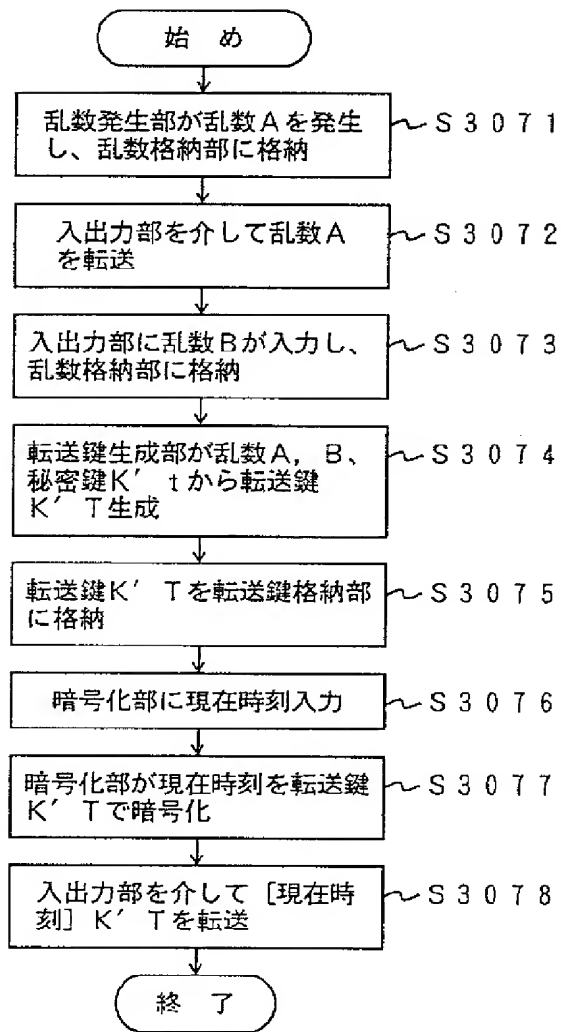 始 め
乱数発生部が乱数Aを発生
し、乱数格納部に格納
S3071
入出力部を介して乱数A
を転送
S3072
入出力部に乱数Bが入力し、
乱数格納部に格納
S3073
転送鍵生成部が乱数A，B、
秘密鍵K′tから転送鍵
K′T生成
S3074
転送鍵K′Tを転送鍵格納部
に格納
S3075
暗号化部に現在時刻入力
S3076
暗号化部が現在時刻を転送鍵
K′Tで暗号化
S3077
入出力部を介して［現在時
刻］K′Tを転送
S3078
終 了